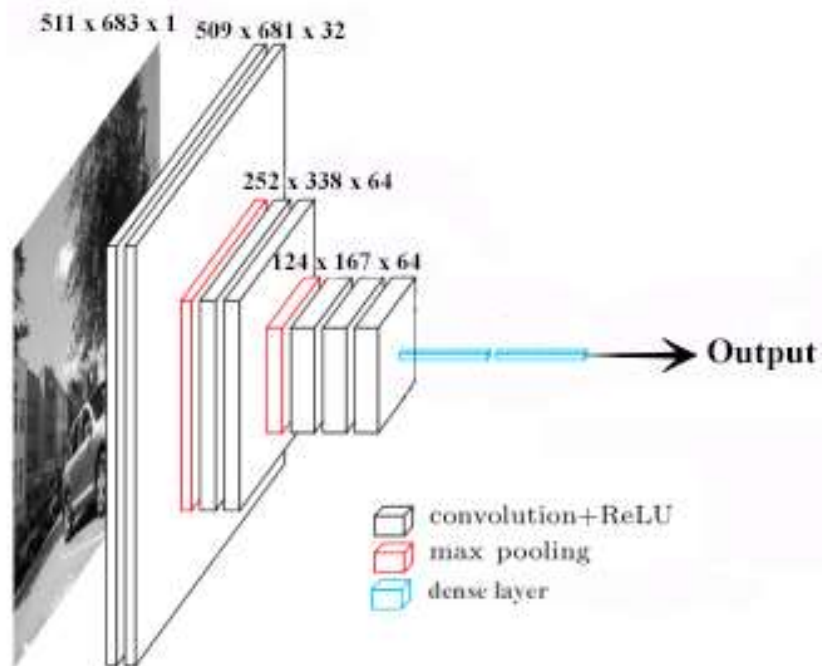 511 x 683 x 1
509 x 681 x 32
252 x 338 x 64
124 x 167 x 64
Output
convolution+ReLU
max pooling
dense layer